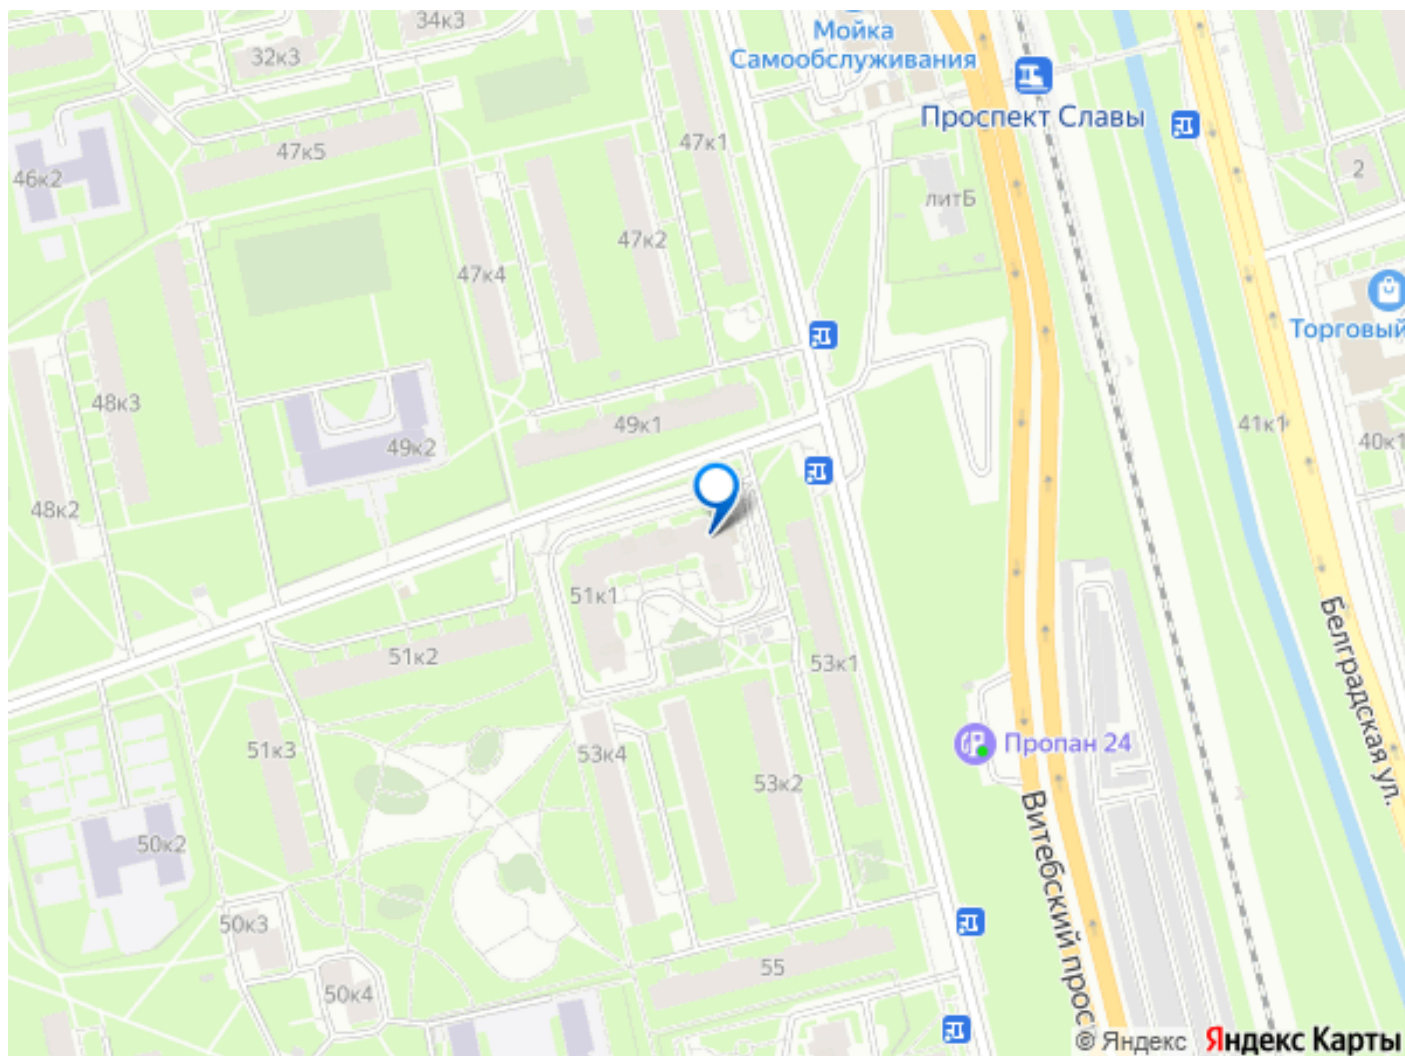 34к3
Мойка
Самообслуживания
32к3
Проспект Славы
47к5
47к1
46к2
2
литБ
47к2
47к4
Торговый
48к3
49к1
41к1
49к2
40к1
48к2
51к1
Белградская ул.
51к2
53к1
51к3
53к4
Пропан 24
53к2
Витебский прос
50к2
50к3
55
50к4
© Яндекс Яндекс Карты